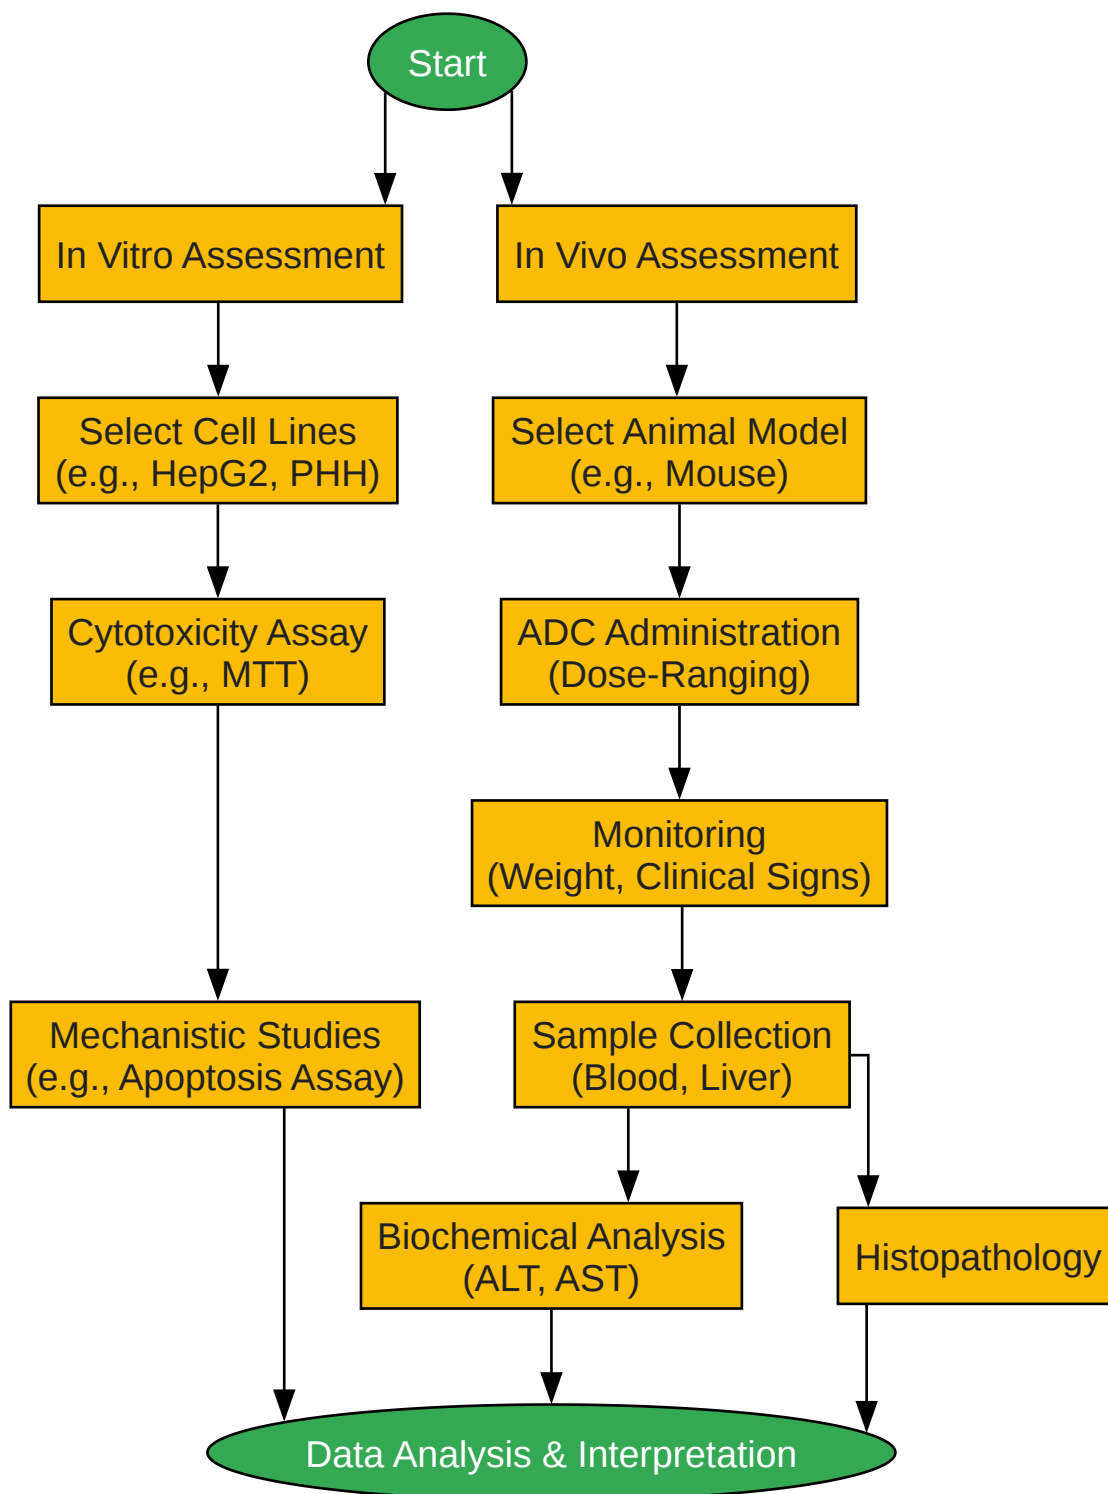 Start
In Vitro Assessment
In Vivo Assessment
Select Cell Lines
(e.g., HepG2, PHH)
Select Animal Model
(e.g., Mouse)
Cytotoxicity Assay
(e.g., MTT)
ADC Administration
(Dose-Ranging)
Monitoring
(Weight, Clinical Signs)
Mechanistic Studies
(e.g., Apoptosis Assay)
Sample Collection
(Blood, Liver)
Biochemical Analysis
(ALT, AST)
Histopathology
Data Analysis & Interpretation